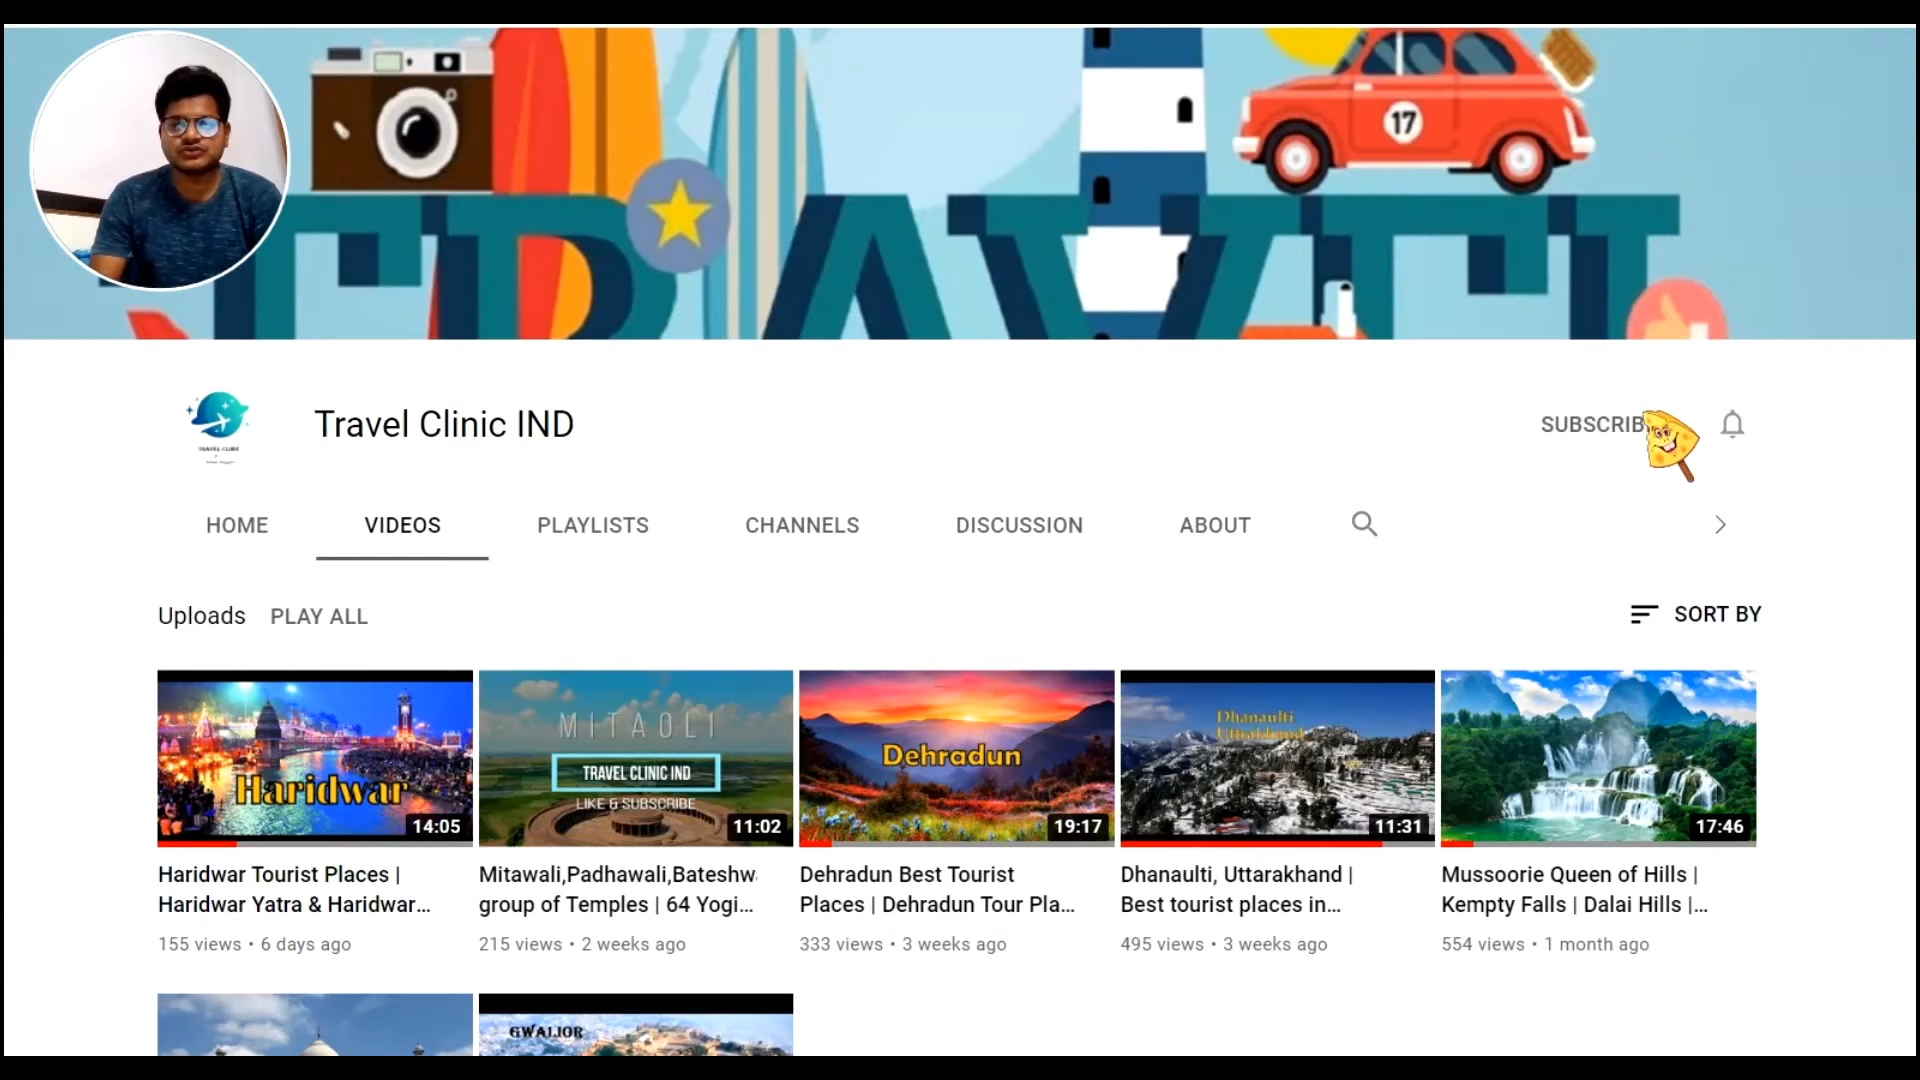 17
TRAVEL
Travel Clinic IND
SUBSCRIB
TRAVEL CLINIC
HOME
VIDEOS
PLAYLISTS
CHANNELS
DISCUSSION
ABOUT
Uploads
PLAY ALL
SORT BY
Haridwar
14:05
MITAOLI
TRAVEL CLINIC IND
LIKE & SUBSCRIBE
11:02
Dehradun
19:17
Dhanaulti
Uttrakhand
11:31
17:46
Haridwar Tourist Places |
Haridwar Yatra & Haridwar...
155 views • 6 days ago
Mitawali,Padhawali,Bateshw
group of Temples | 64 Yogi...
215 views • 2 weeks ago
Dehradun Best Tourist
Places | Dehradun Tour Pla...
333 views • 3 weeks ago
Dhanaulti, Uttarakhand |
Best tourist places in...
495 views • 3 weeks ago
Mussoorie Queen of Hills |
Kempty Falls | Dalai Hills |...
554 views • 1 month ago
GWALIOR